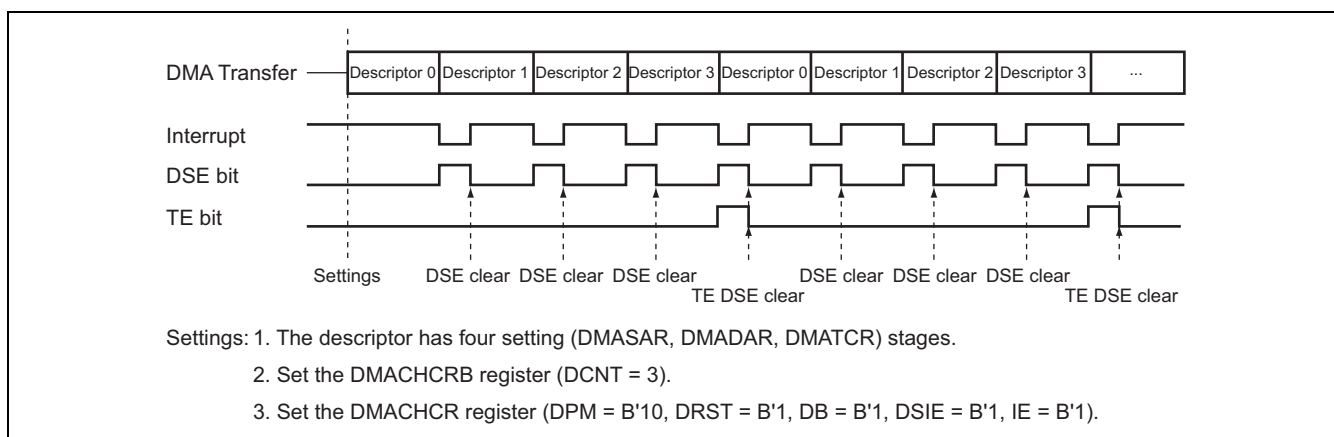 DMA Transfer Descriptor 0 Descriptor 1 Descriptor 2 Descriptor 3 Descriptor 0 Descriptor 1 Descriptor 2 Descriptor 3 ...
Interrupt
DSE bit
TE bit
Settings DSE clear DSE clear DSE clear DSE clear DSE clear DSE clear
TE DSE clear TE DSE clear
Settings: 1. The descriptor has four setting (DMASAR, DMADAR, DMATCR) stages.
2. Set the DMACHCRB register (DCNT = 3).
3. Set the DMACHCR register (DPM = B'10, DRST = B'1, DB = B'1, DSIE = B'1, IE = B'1).